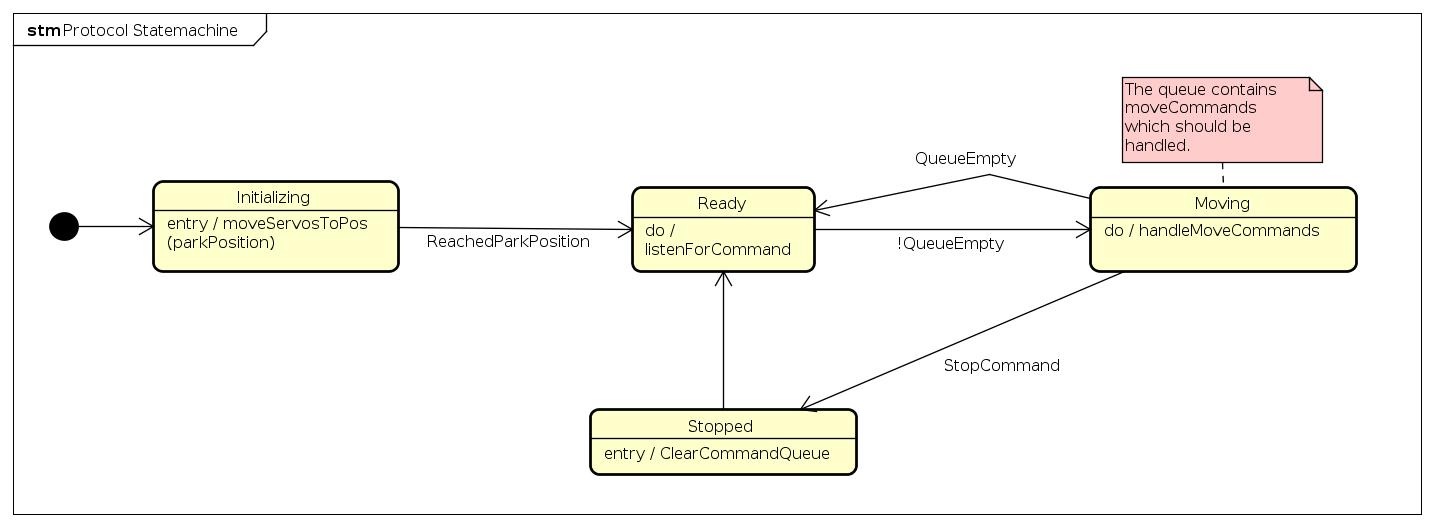 stm Protocol Statemachine
The queue contains
moveCommands
which should be
handled.
QueueEmpty
Initializing
entry / moveServosToPos
(parkPosition)
ReachedParkPosition
Ready
do /
listenForCommand
!QueueEmpty
Moving
do / handleMoveCommands
StopCommand
Stopped
entry / ClearCommandQueue